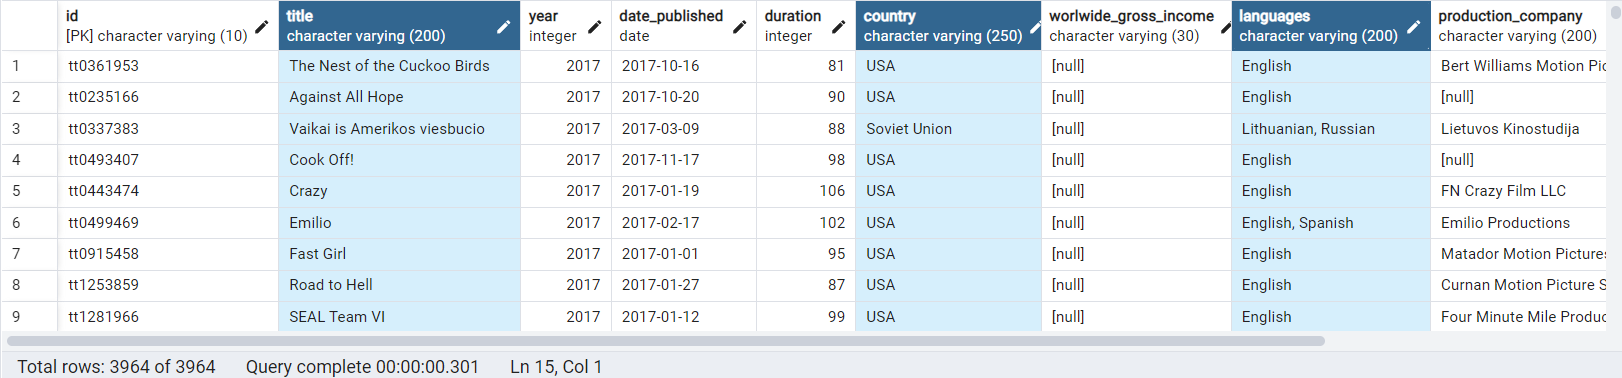 id title year date_published duration country worlwide_gross_income languages production_company
[PK] character varying (10) character varying (200) integer date integer character varying (250) character varying (30) character varying (200) character varying (200)
1 tt0361953 The Nest of the Cuckoo Birds 2017 2017-10-16 81 USA [null] English Bert Williams Motion Pic
2 tt0235166 Against All Hope 2017 2017-10-20 90 USA [null] English [null]
3 tt0337383 Vaikai is Amerikos viesbucio 2017 2017-03-09 88 Soviet Union [null] Lithuanian, Russian Lietuvos Kinostudija
4 tt0493407 Cook Off! 2017 2017-11-17 98 USA [null] English [null]
5 tt0443474 Crazy 2017 2017-01-19 106 USA [null] English FN Crazy Film LLC
6 tt0499469 Emilio 2017 2017-02-17 102 USA [null] English, Spanish Emilio Productions
7 tt0915458 Fast Girl 2017 2017-01-01 95 USA [null] English Matador Motion Pictures
8 tt1253859 Road to Hell 2017 2017-01-27 87 USA [null] English Curnan Motion Picture S
9 tt1281966 SEAL Team VI 2017 2017-01-12 99 USA [null] English Four Minute Mile Produc
Total rows: 3964 of 3964 Query complete 00:00:00.301 Ln 15, Col 1